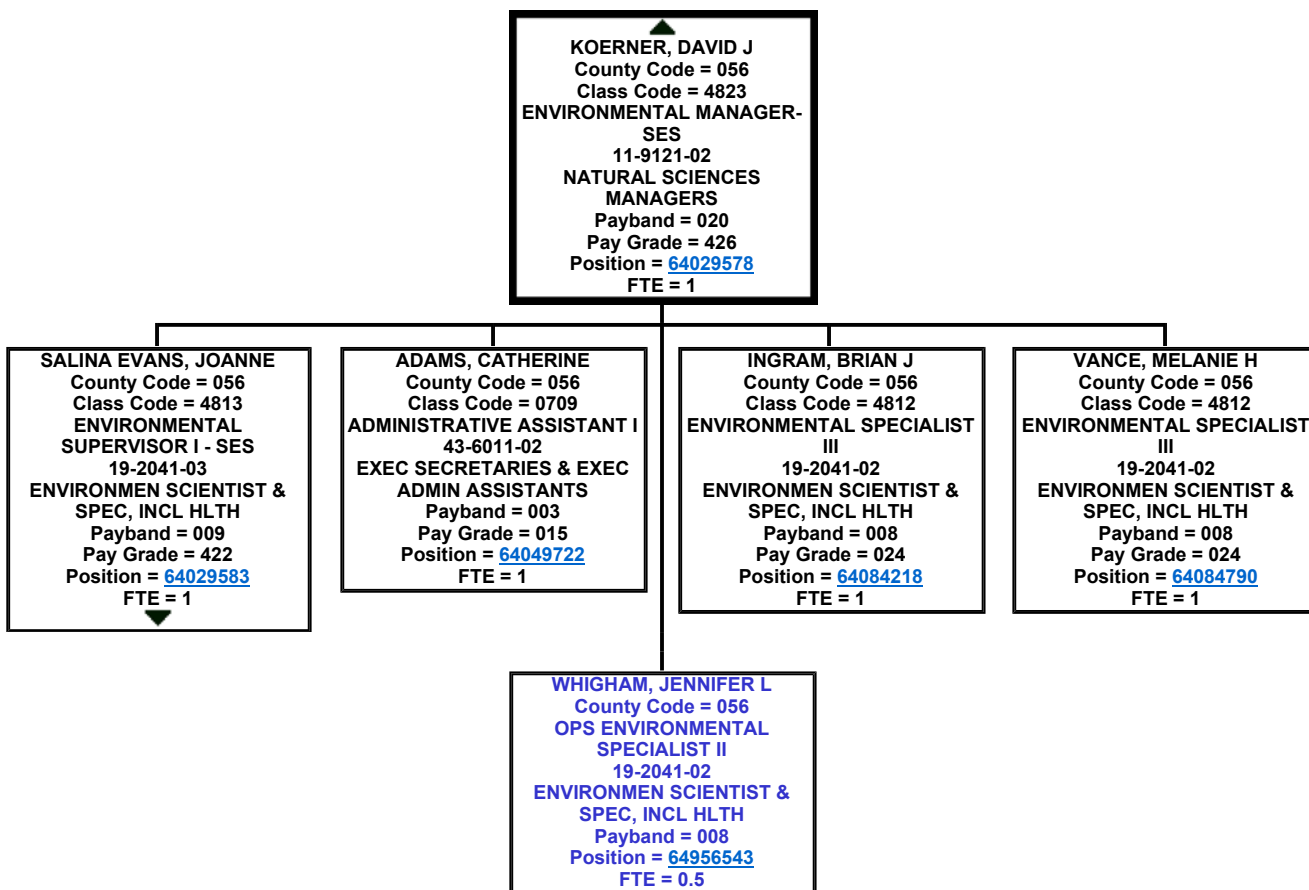 KOERNER, DAVID J
County Code = 056
Class Code = 4823
ENVIRONMENTAL MANAGER-
SES
11-9121-02
NATURAL SCIENCES
MANAGERS
Payband = 020
Pay Grade = 426
Position = 64029578
FTE = 1
SALINA EVANS, JOANNE
County Code = 056
Class Code = 4813
ENVIRONMENTAL
SUPERVISOR I - SES
19-2041-03
ENVIRONMEN SCIENTIST &
SPEC, INCL HLTH
Payband = 009
Pay Grade = 422
Position = 64029583
FTE = 1
ADAMS, CATHERINE
County Code = 056
Class Code = 0709
ADMINISTRATIVE ASSISTANT I
43-6011-02
EXEC SECRETARIES & EXEC
ADMIN ASSISTANTS
Payband = 003
Pay Grade = 015
Position = 64049722
FTE = 1
INGRAM, BRIAN J
County Code = 056
Class Code = 4812
ENVIRONMENTAL SPECIALIST
III
19-2041-02
ENVIRONMEN SCIENTIST &
SPEC, INCL HLTH
Payband = 008
Pay Grade = 024
Position = 64084218
FTE = 1
VANCE, MELANIE H
County Code = 056
Class Code = 4812
ENVIRONMENTAL SPECIALIST
III
19-2041-02
ENVIRONMEN SCIENTIST &
SPEC, INCL HLTH
Payband = 008
Pay Grade = 024
Position = 64084790
FTE = 1
WHIGHAM, JENNIFER L
County Code = 056
OPS ENVIRONMENTAL
SPECIALIST II
19-2041-02
ENVIRONMEN SCIENTIST &
SPEC, INCL HLTH
Payband = 008
Position = 64956543
FTE = 0.5